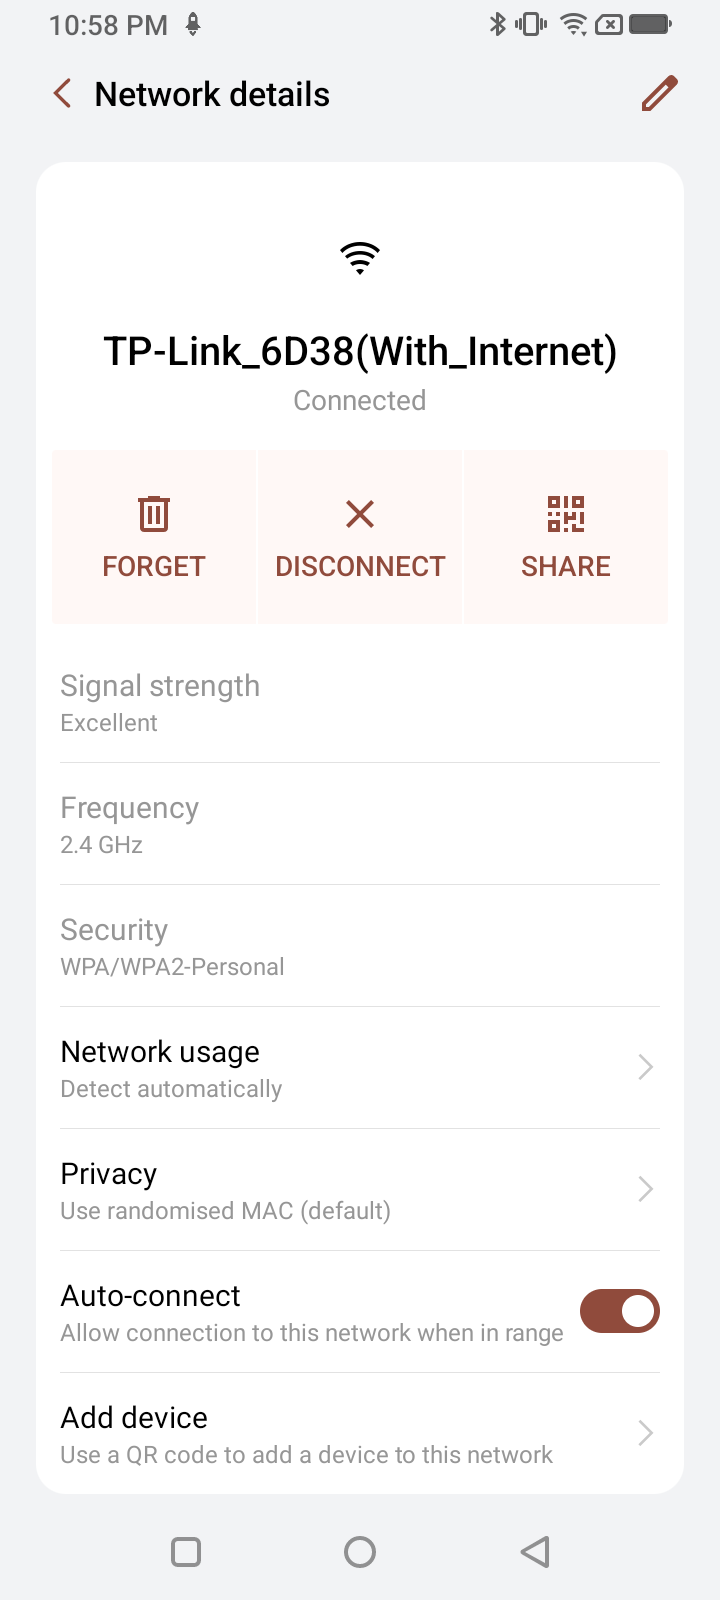 10:58 PM
Network details
TP-Link_6D38(With_Internet)
Connected
FORGET
DISCONNECT
SHARE
Signal strength
Excellent
Frequency
2.4 GHz
Security
WPA/WPA2-Personal
Network usage
Detect automatically
Privacy
Use randomised MAC (default)
Auto-connect
Allow connection to this network when in range
Add device
Use a QR code to add a device to this network